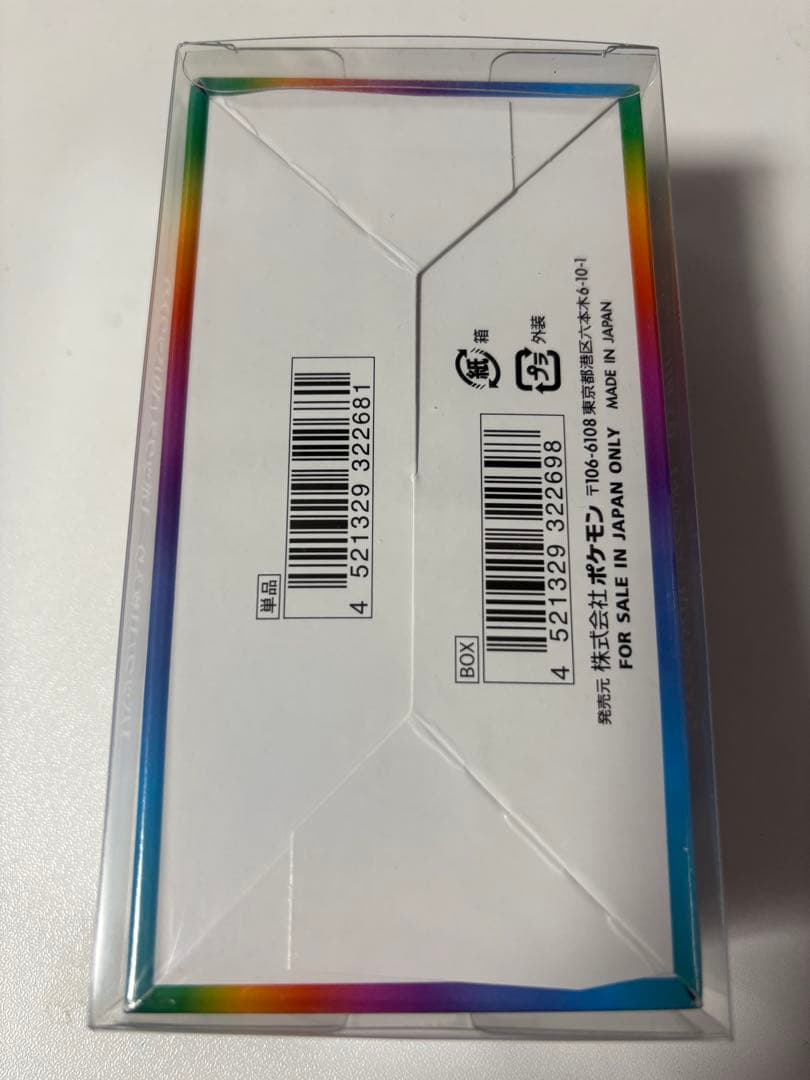 単品
4 521329 322681
BOX
4 521329 322698
紙 箱
プラ 外装
発売元 株式会社 ポケモン 〒106-6108 東京都港区六本木6-10-1
FOR SALE IN JAPAN ONLY MADE IN JAPAN